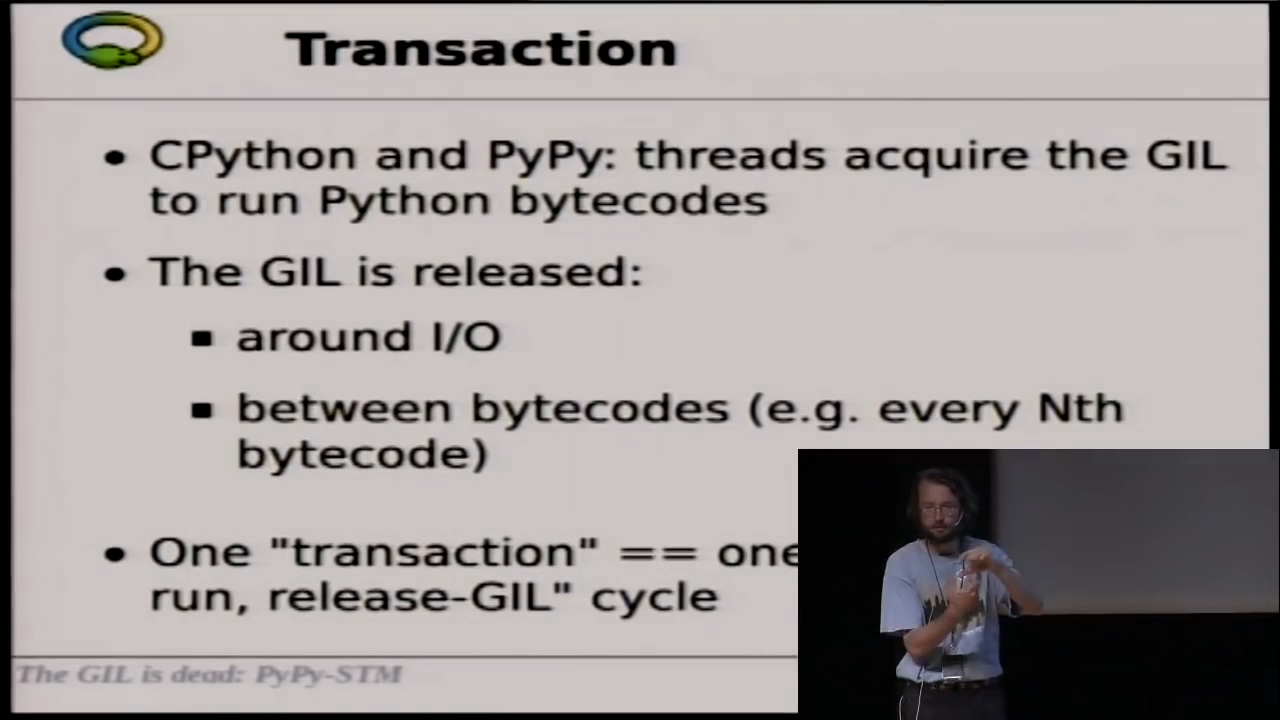 Transaction
• CPython and PyPy: threads acquire the GIL
to run Python bytecodes
• The GIL is released:
▪ around I/O
▪ between bytecodes (e.g. every Nth
bytecode)
• One "transaction" == one
run, release-GIL" cycle
The GIL is dead: PyPy-STM